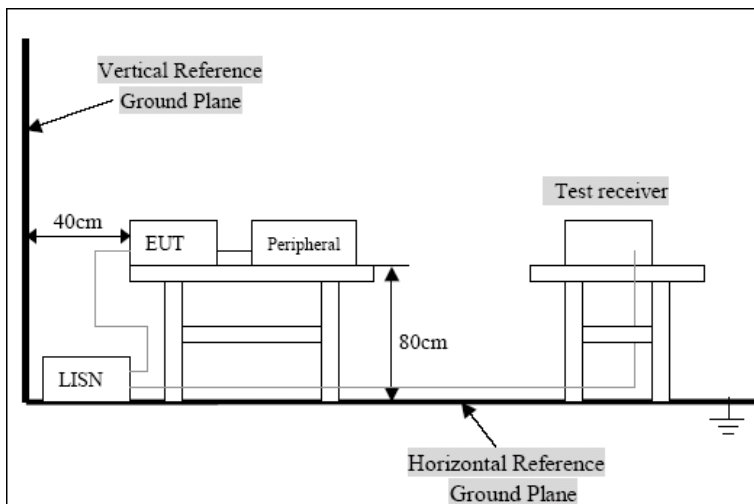 Vertical Reference
Ground Plane
40cm
EUT
Peripheral
Test receiver
80cm
LISN
Horizontal Reference
Ground Plane